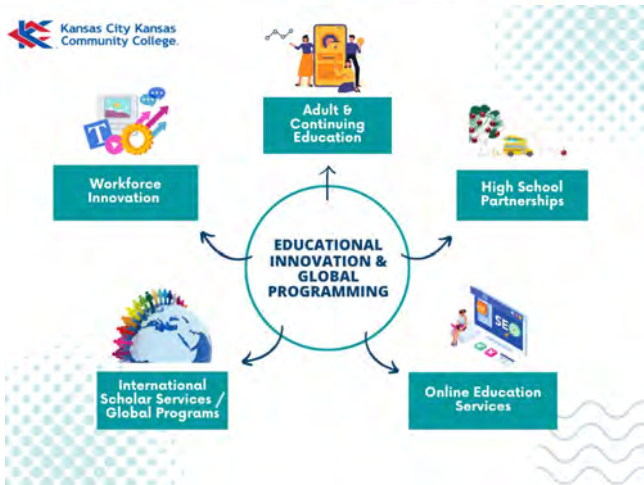 Kansas City Kansas
Community College.
Adult &
Continuing
Education
Workforce
Innovation
High School
Partnerships
EDUCATIONAL
INNOVATION &
GLOBAL
PROGRAMMING
T
SEO
International
Scholar Services /
Global Programs
Online Education
Services